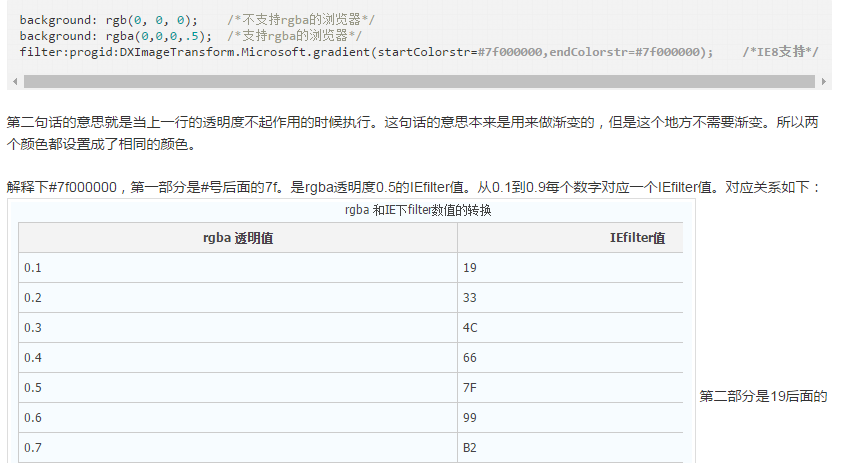 background: rgb(0, 0, 0);    /*不支持rgba的浏览器*/
background: rgba(0,0,0,.5);  /*支持rgba的浏览器*/
filter:progid:DXImageTransform.Microsoft.gradient(startColorstr=#7f000000,endColorstr=#7f000000);    /*IE8支持*/
第二句话的意思就是当上一行的透明度不起作用的时候执行。这句话的意思本来是用来做渐变的，但是这个地方不需要渐变。所以两
个颜色都设置成了相同的颜色。
解释下#7f000000，第一部分是#号后面的7f。是rgba透明度0.5的IEfilter值。从0.1到0.9每个数字对应一个IEfilter值。对应关系如下：
rgba 和IE下filter数值的转换
rgba 透明值 IEfilter值
0.1 19
0.2 33
0.3 4C
0.4 66
0.5 7F
第二部分是19后面的
0.6 99
0.7 B2